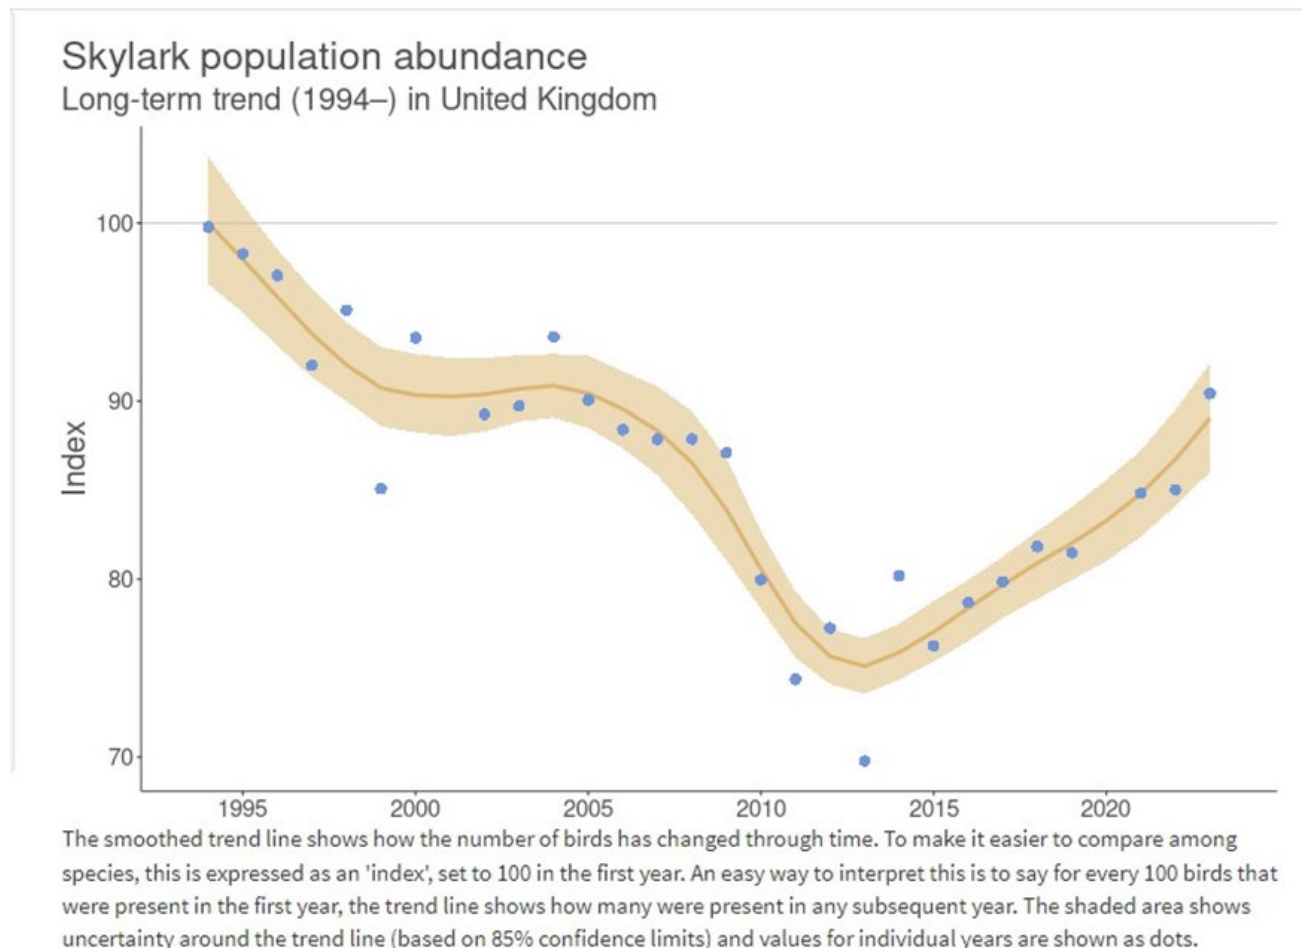 Skylark population abundance
Long-term trend (1994–) in United Kingdom
100
90
80
70
Index
1995 2000 2005 2010 2015 2020
The smoothed trend line shows how the number of birds has changed through time. To make it easier to compare among
species, this is expressed as an 'index', set to 100 in the first year. An easy way to interpret this is to say for every 100 birds that
were present in the first year, the trend line shows how many were present in any subsequent year. The shaded area shows
uncertainty around the trend line (based on 85% confidence limits) and values for individual years are shown as dots.